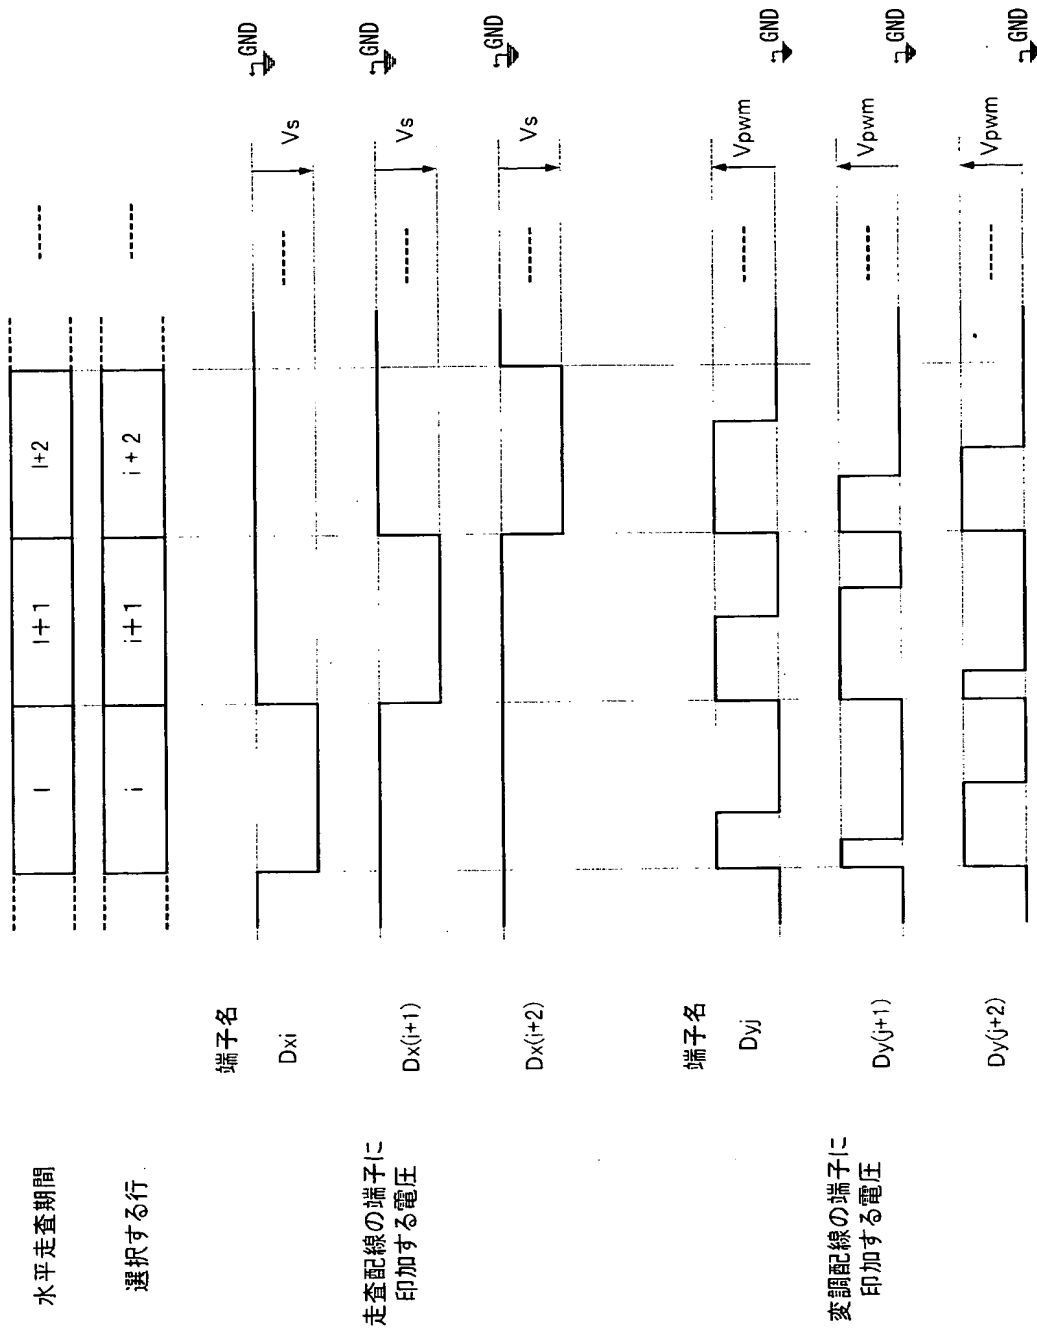 水平走査期間
I
I+1
I+2
選択する行
i
i+1
i+2
端子名
走査配線の端子に
印加する電圧
Dxi
Vs
GND
Dx(i+1)
Vs
GND
Dx(i+2)
Vs
GND
端子名
変調配線の端子に
印加する電圧
Dyj
Vpwm
GND
Dy(j+1)
Vpwm
GND
Dy(j+2)
Vpwm
GND